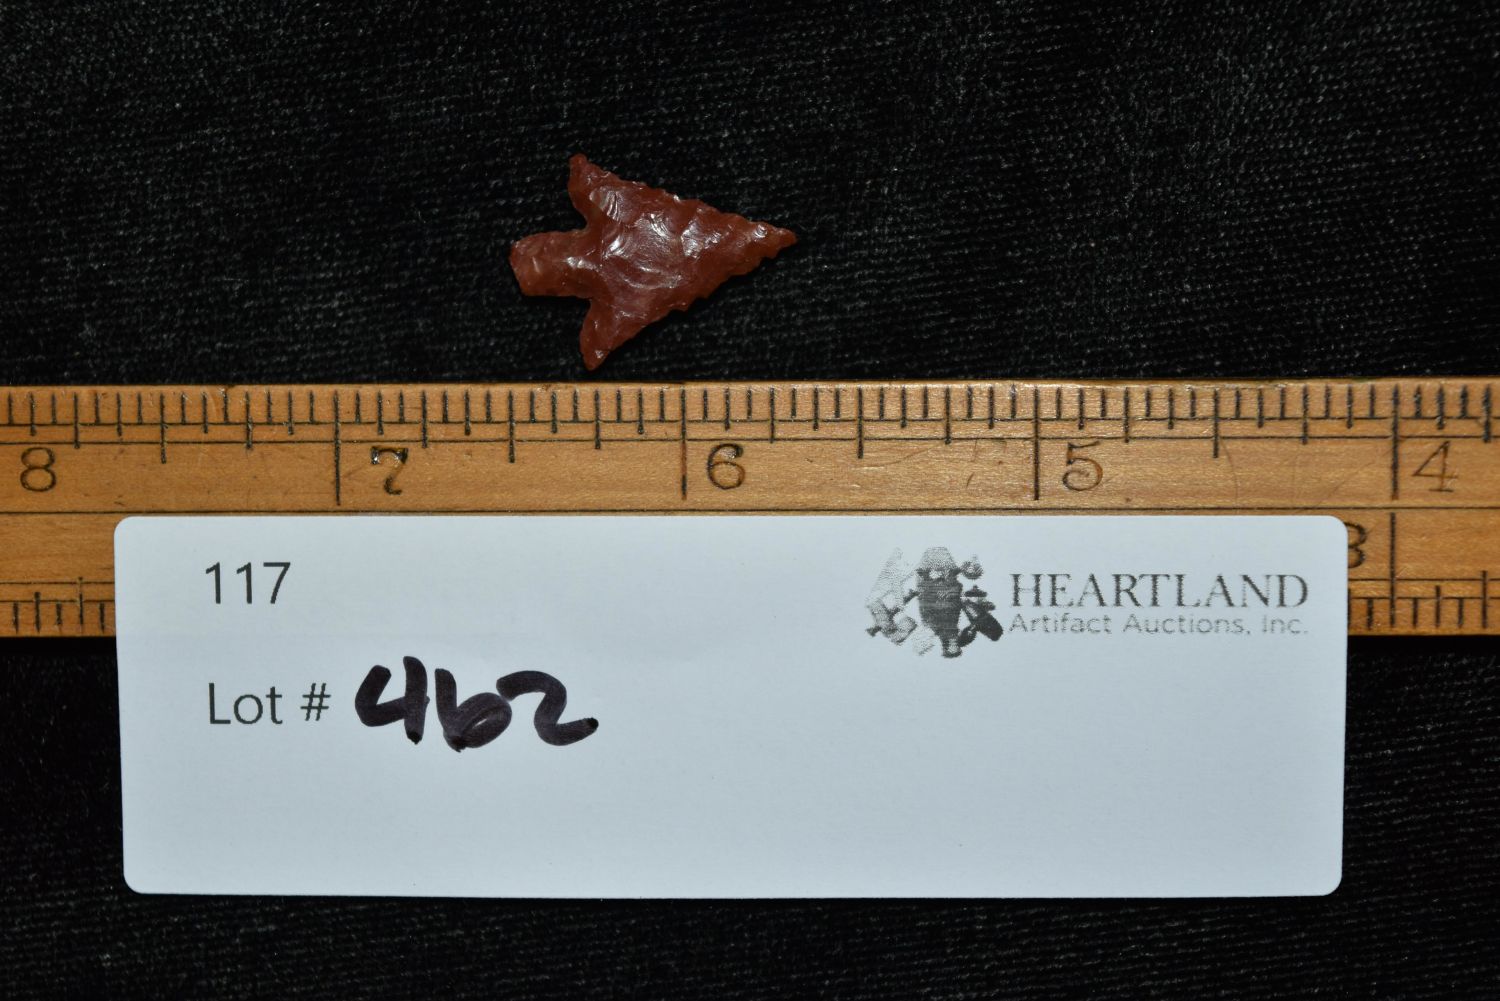 8 7 6 5 4
3
117
HEARTLAND
Artifact Auctions, Inc.
Lot # 462